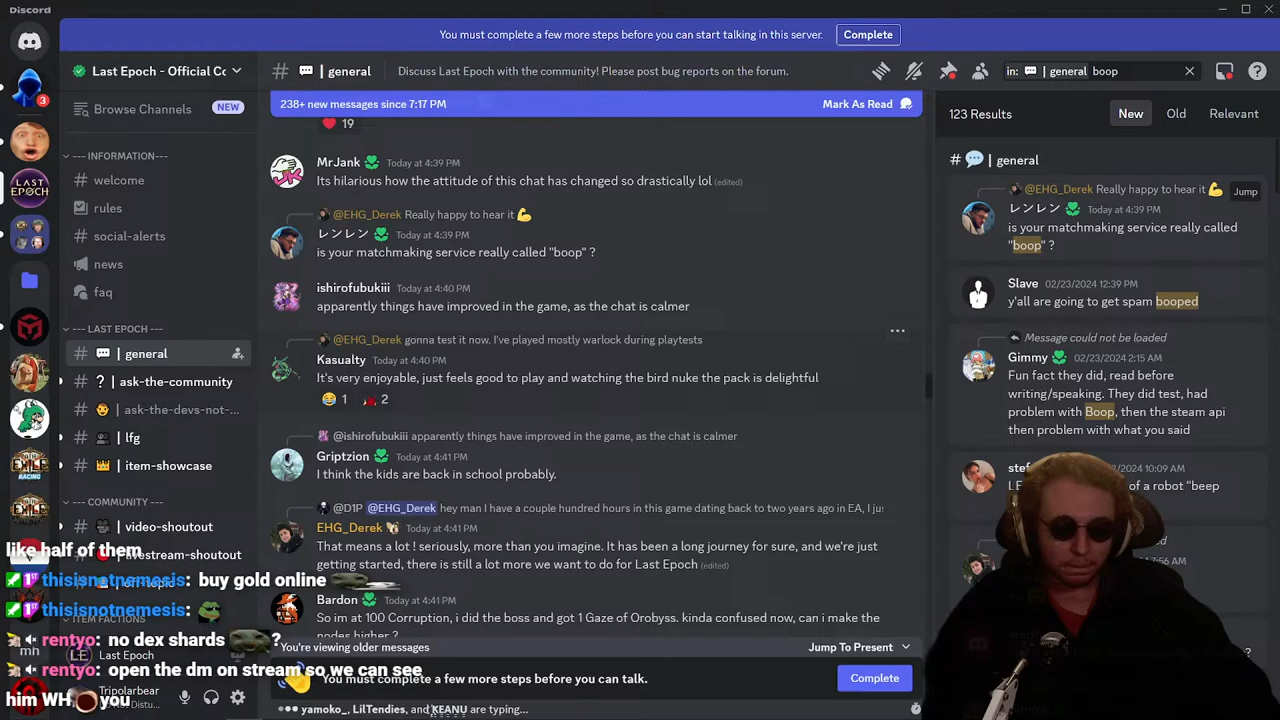 Discord
You must complete a few more steps before you can start talking in this server.
Complete
Last Epoch - Official Cc
| general
Discuss Last Epoch with the community! Please post bug reports on the forum.
in: | general boop
Browse Channels
NEW
238+ new messages since 7:17 PM
Mark As Read
--- INFORMATION ---
welcome
rules
social-alerts
news
faq
--- LAST EPOCH ---
| general
? | ask-the-community
| ask-the-devs-not-...
| lfg
| item-showcase
--- COMMUNITY ---
| video-shoutout
ITEM FACTIONS
Last Epoch
Tripolarbear
LAST
EPOCH
3
19
MrJank Today at 4:39 PM
Its hilarious how the attitude of this chat has changed so drastically lol (edited)
@EHG_Derek Really happy to hear it
レンレン Today at 4:39 PM
is your matchmaking service really called "boop" ?
ishirofubukiii Today at 4:40 PM
apparently things have improved in the game, as the chat is calmer
@EHG_Derek gonna test it now. I've played mostly warlock during playtests
Kasualty Today at 4:40 PM
It's very enjoyable, just feels good to play and watching the bird nuke the pack is delightful
1 2
@ishirofubukiii apparently things have improved in the game, as the chat is calmer
Griptzion Today at 4:41 PM
I think the kids are back in school probably.
@D1P @EHG_Derek hey man I have a couple hundred hours in this game dating back to two years ago in EA, I jus
EHG_Derek Today at 4:41 PM
That means a lot ! seriously, more than you imagine. It has been a long journey for sure, and we're just
getting started, there is still a lot more we want to do for Last Epoch (edited)
Bardon Today at 4:41 PM
So im at 100 Corruption, i did the boss and got 1 Gaze of Orobyss. kinda confused now, can i make the
nodes higher ?
You're viewing older messages
Jump To Present
You must complete a few more steps before you can talk.
Complete
yamoko_, LilTendies, and KEANU are typing...
123 Results
New
Old
Relevant
# | general
@EHG_Derek Really happy to hear it
Jump
レンレン Today at 4:39 PM
is your matchmaking service really called
"boop" ?
Slave 02/23/2024 12:39 PM
y'all are going to get spam booped
Message could not be loaded
Gimmy 02/23/2024 2:15 AM
Fun fact they did, read before
writing/speaking. They did test, had
problem with Boop, then the steam api
then problem with what you said
like half of them
thisisnotnemesis: buy gold online
thisisnotnemesis:
rentyo: no dex shards ?
rentyo: open the dm on stream so we can see
him WH you